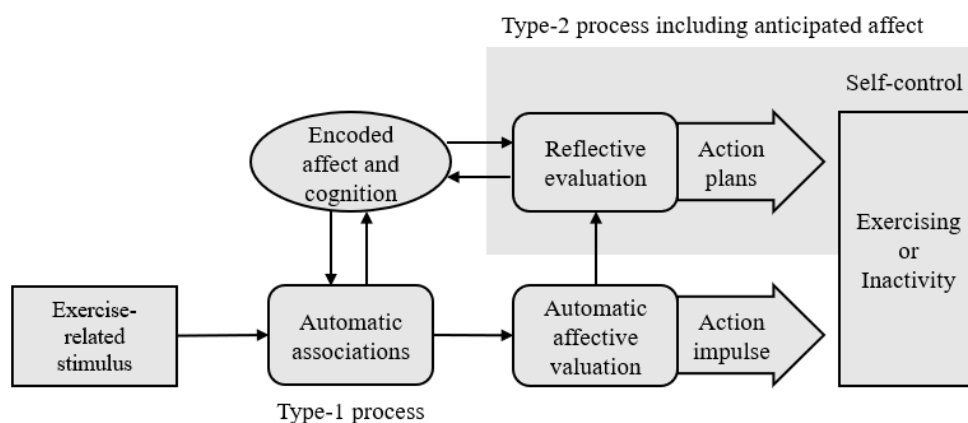 Type-2 process including anticipated affect
Self-control
Encoded
affect and
cognition
Reflective
evaluation
Action
plans
Exercising
or
Inactivity
Exercise-
related
stimulus
Automatic
associations
Automatic
affective
valuation
Action
impulse
Type-1 process